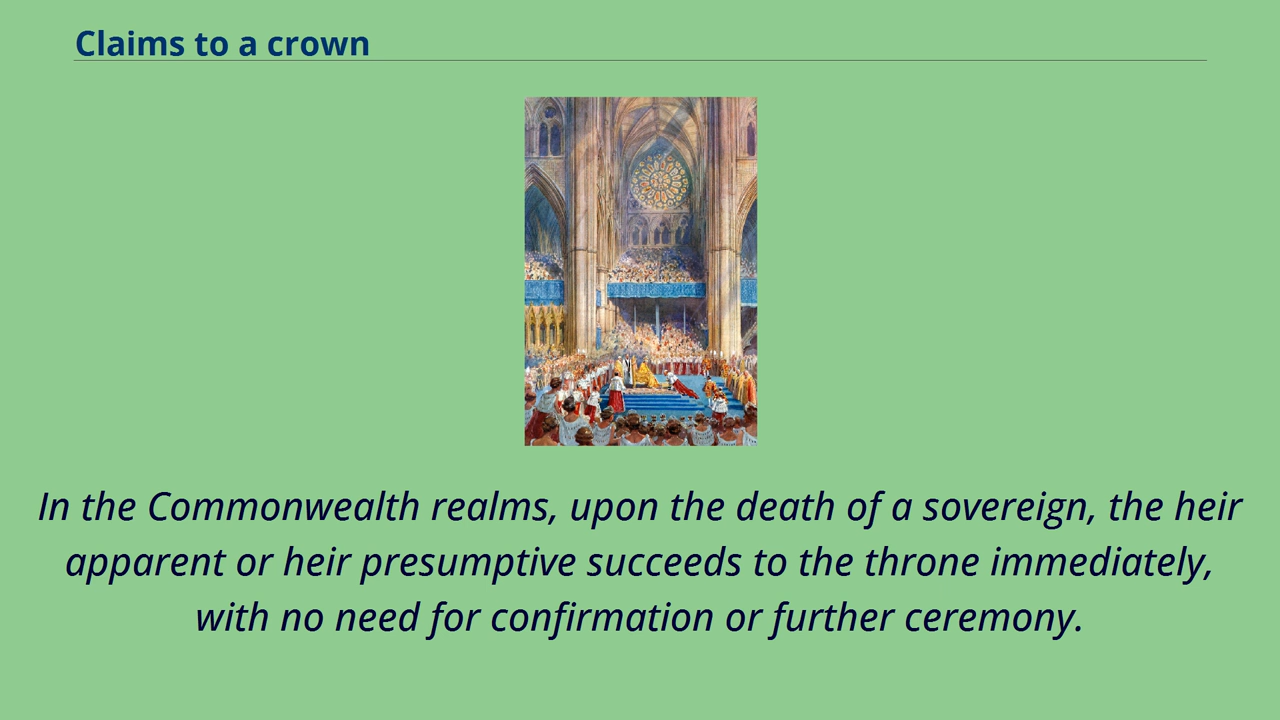 Claims to a crown
In the Commonwealth realms, upon the death of a sovereign, the heir
apparent or heir presumptive succeeds to the throne immediately,
with no need for confirmation or further ceremony.